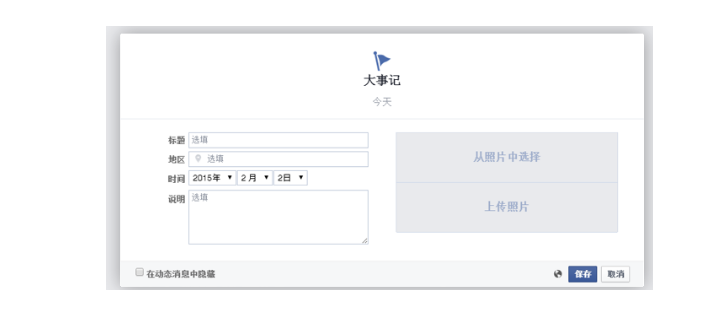 大事记
今天
标题 选填
地区 选填
时间 2015年 2月 2日
说明 选填
从照片中选择
上传照片
在动态消息中隐藏
保存 取消